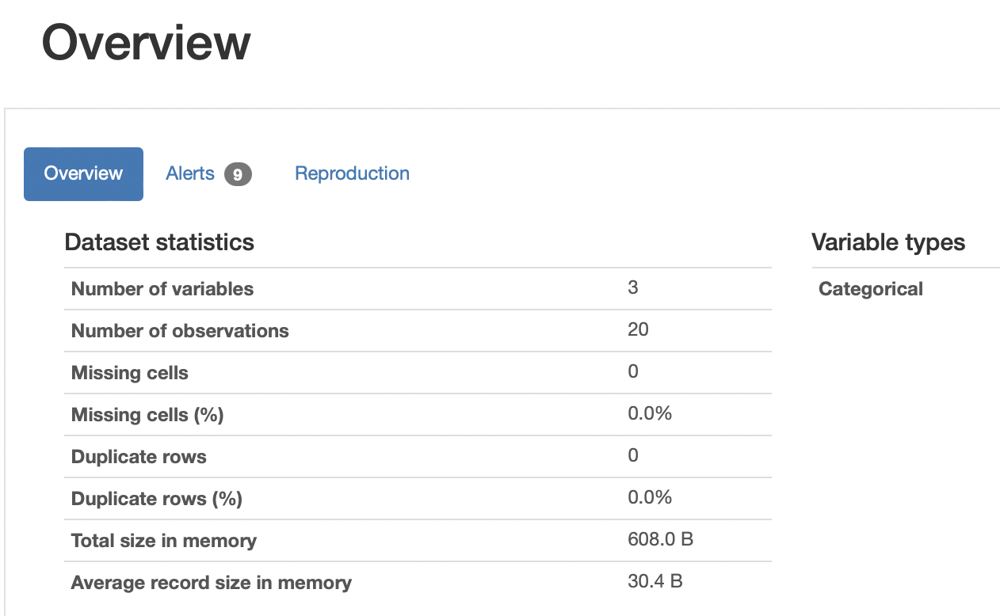 Overview
Overview Alerts 9 Reproduction
Dataset statistics
Number of variables 3
Number of observations 20
Missing cells 0
Missing cells (%) 0.0%
Duplicate rows 0
Duplicate rows (%) 0.0%
Total size in memory 608.0 B
Average record size in memory 30.4 B
Variable types
Categorical